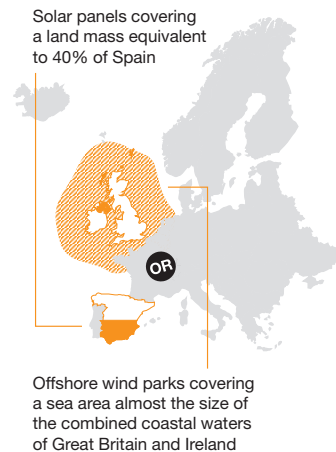 Solar panels covering
a land mass equivalent
to 40% of Spain
OR
Offshore wind parks covering
a sea area almost the size of
the combined coastal waters
of Great Britain and Ireland